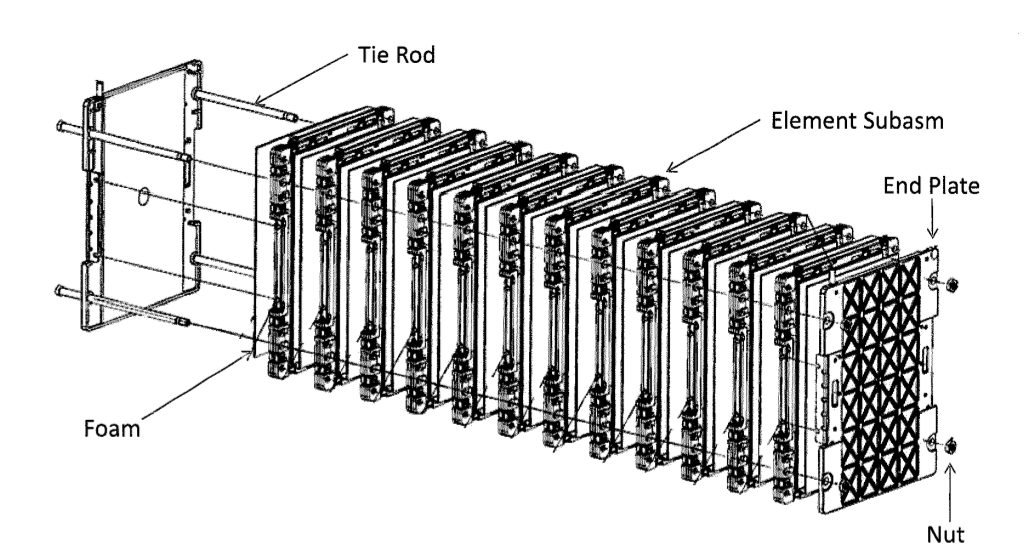 Tie Rod
Element Subasm
End Plate
Foam
Nut